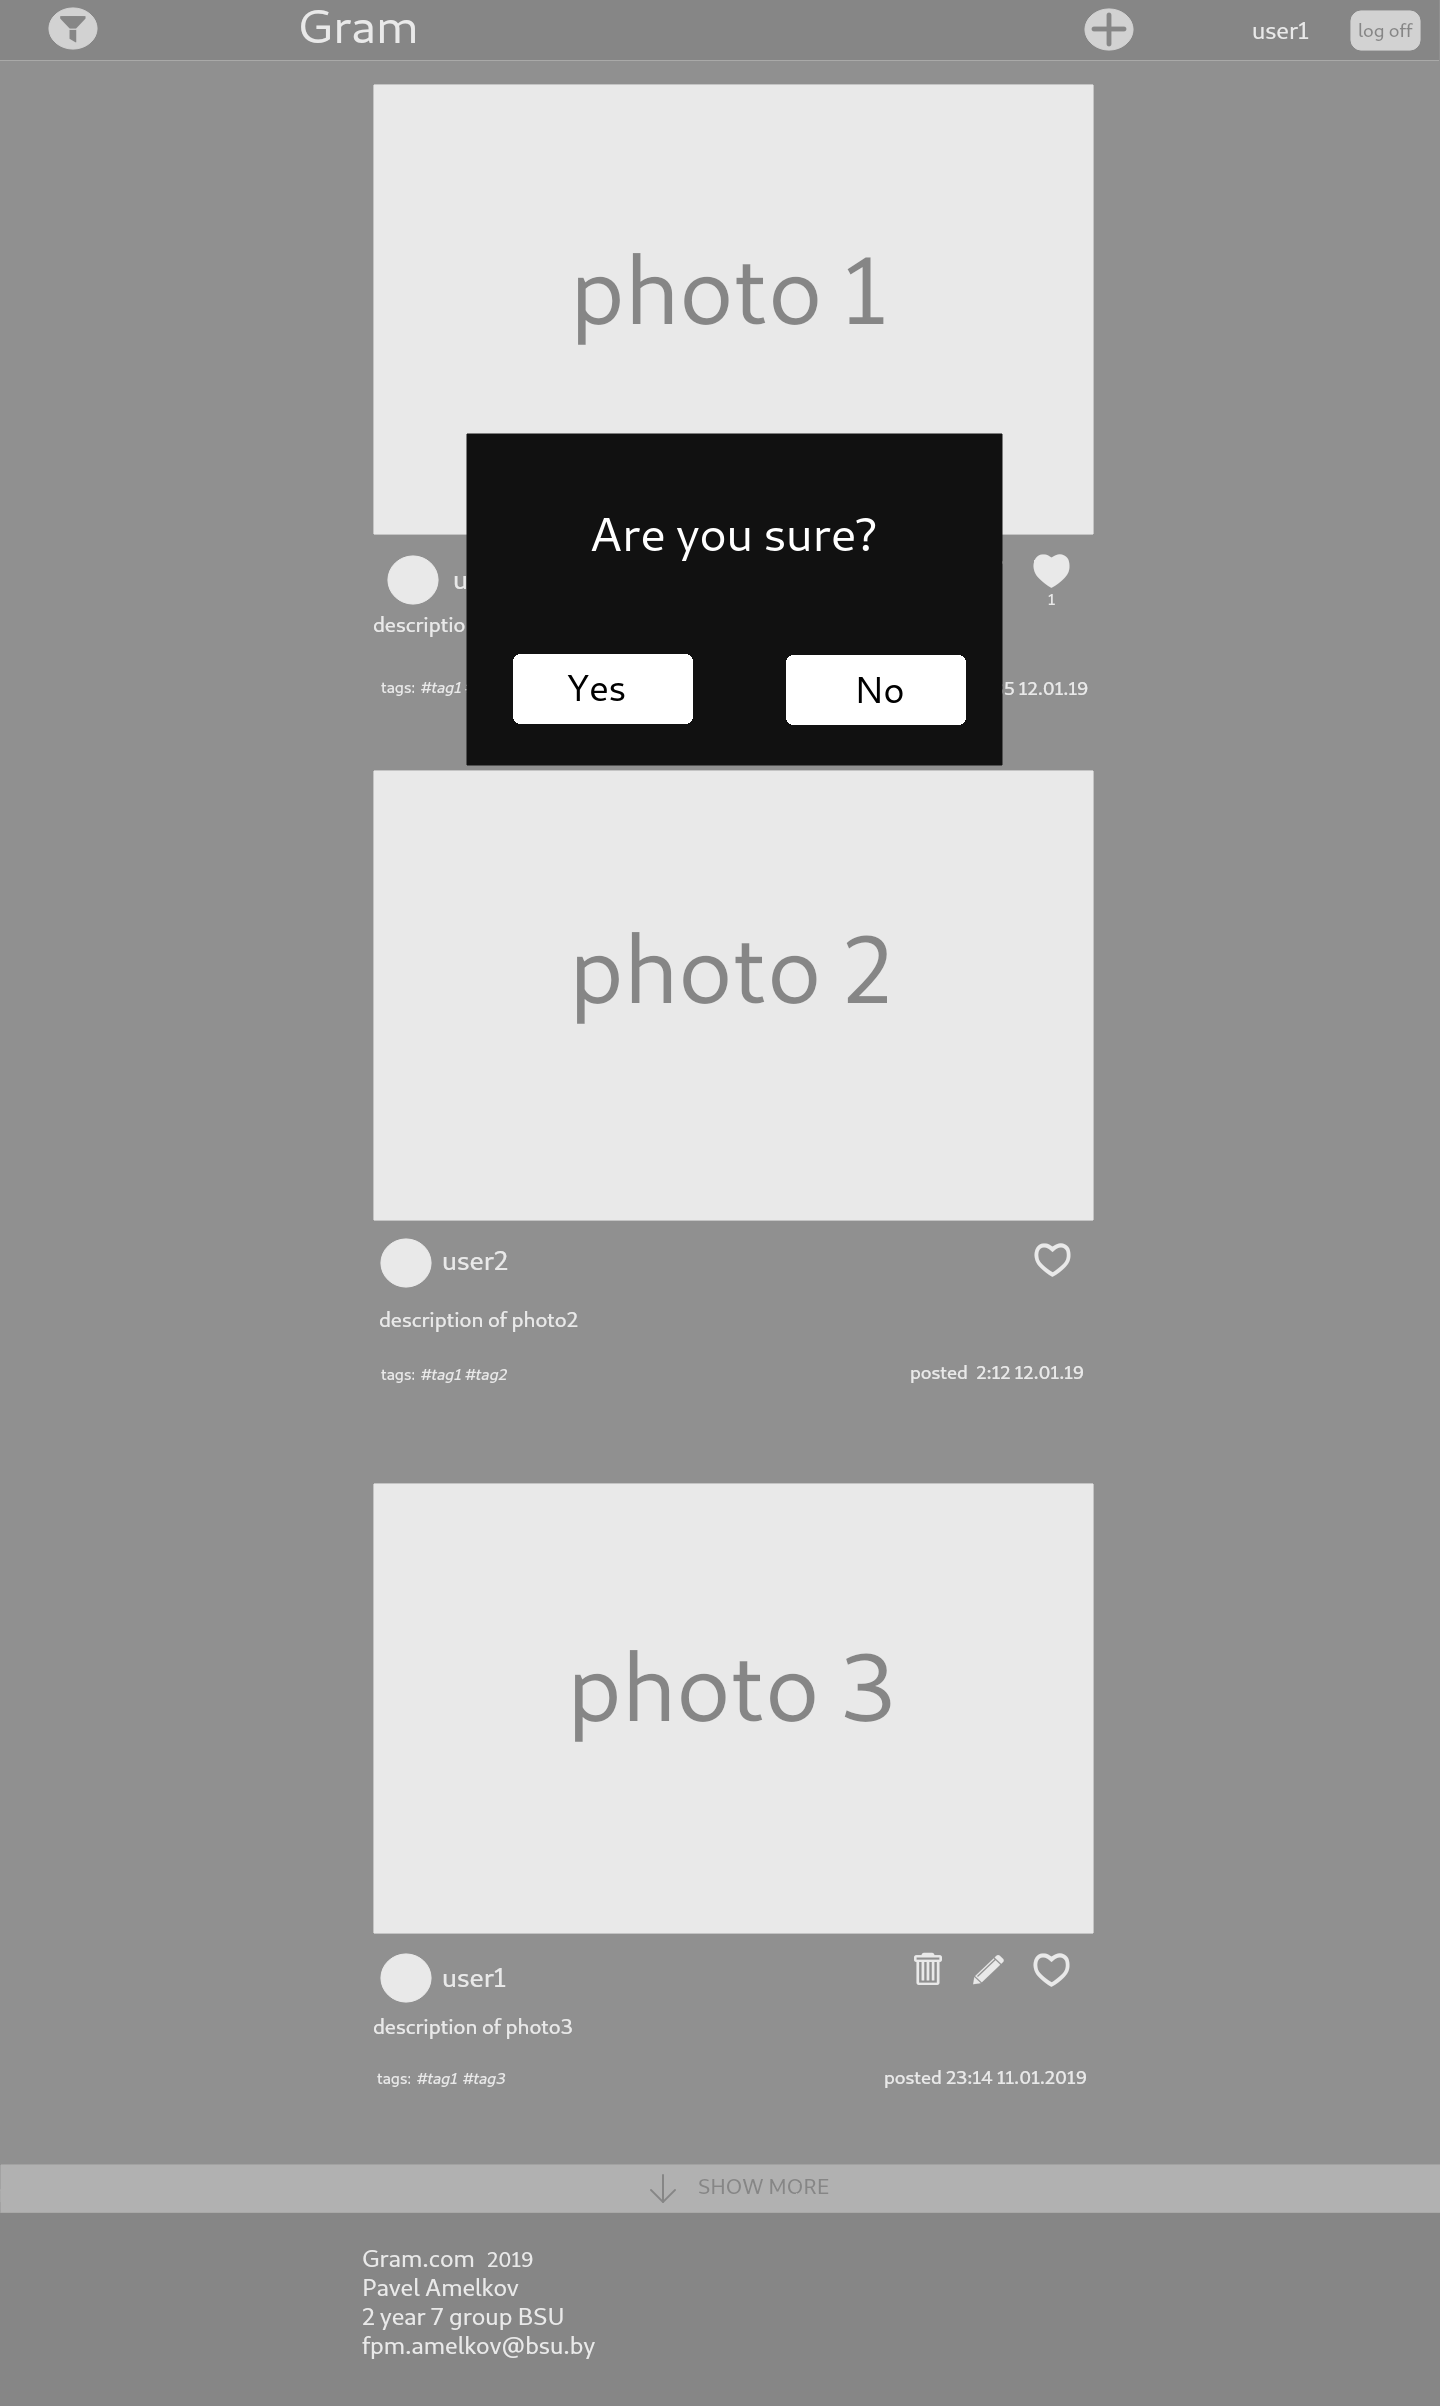 Gram user1 log off
photo 1
Are you sure?
1
tags: #tag1 12.01.19
Yes No
photo 2
user2
description of photo2
tags: #tag1 #tag2 posted 2:12 12.01.19
photo 3
user1
description of photo3
tags: #tag1 #tag3 posted 23:14 11.01.2019
SHOW MORE
Gram.com 2019
Pavel Amelkov
2 year 7 group BSU
fpm.amelkov@bsu.by